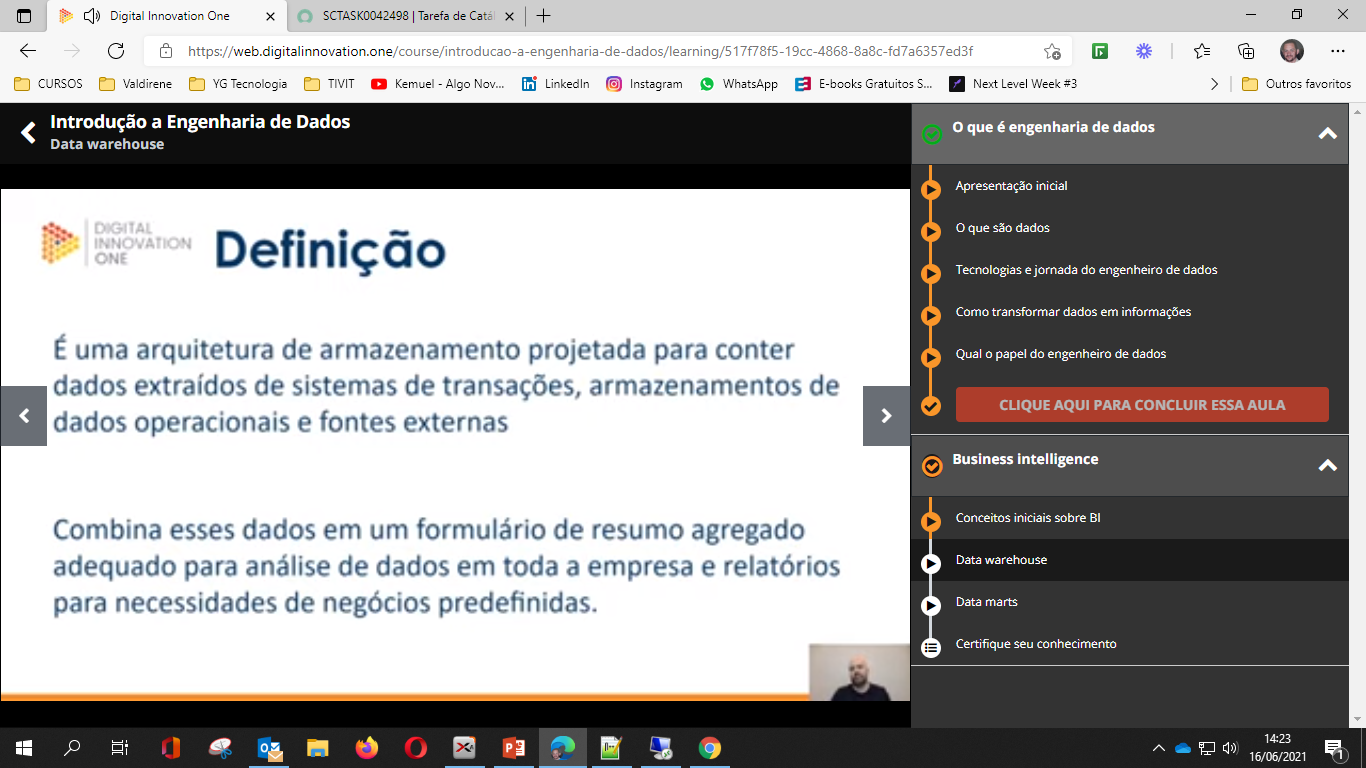 Digital Innovation One
SCTASK0042498 | Tarefa de Catál
https://web.digitalinnovation.one/course/introducao-a-engenharia-de-dados/learning/517f78f5-19cc-4868-8a8c-fd7a6357ed3f
CURSOS
Valdirene
YG Tecnologia
TIVIT
Kemuel - Algo Nov...
LinkedIn
Instagram
WhatsApp
E-books Gratuitos S...
Next Level Week #3
Outros favoritos
Introdução a Engenharia de Dados
Data warehouse
DIGITAL
INNOVATION
ONE
Definição
É uma arquitetura de armazenamento projetada para conter
dados extraídos de sistemas de transações, armazenamentos de
dados operacionais e fontes externas
Combina esses dados em um formulário de resumo agregado
adequado para análise de dados em toda a empresa e relatórios
para necessidades de negócios predefinidas.
O que é engenharia de dados
Apresentação inicial
O que são dados
Tecnologias e jornada do engenheiro de dados
Como transformar dados em informações
Qual o papel do engenheiro de dados
CLIQUE AQUI PARA CONCLUIR ESSA AULA
Business intelligence
Conceitos iniciais sobre BI
Data warehouse
Data marts
Certifique seu conhecimento
14:23
16/06/2021
1